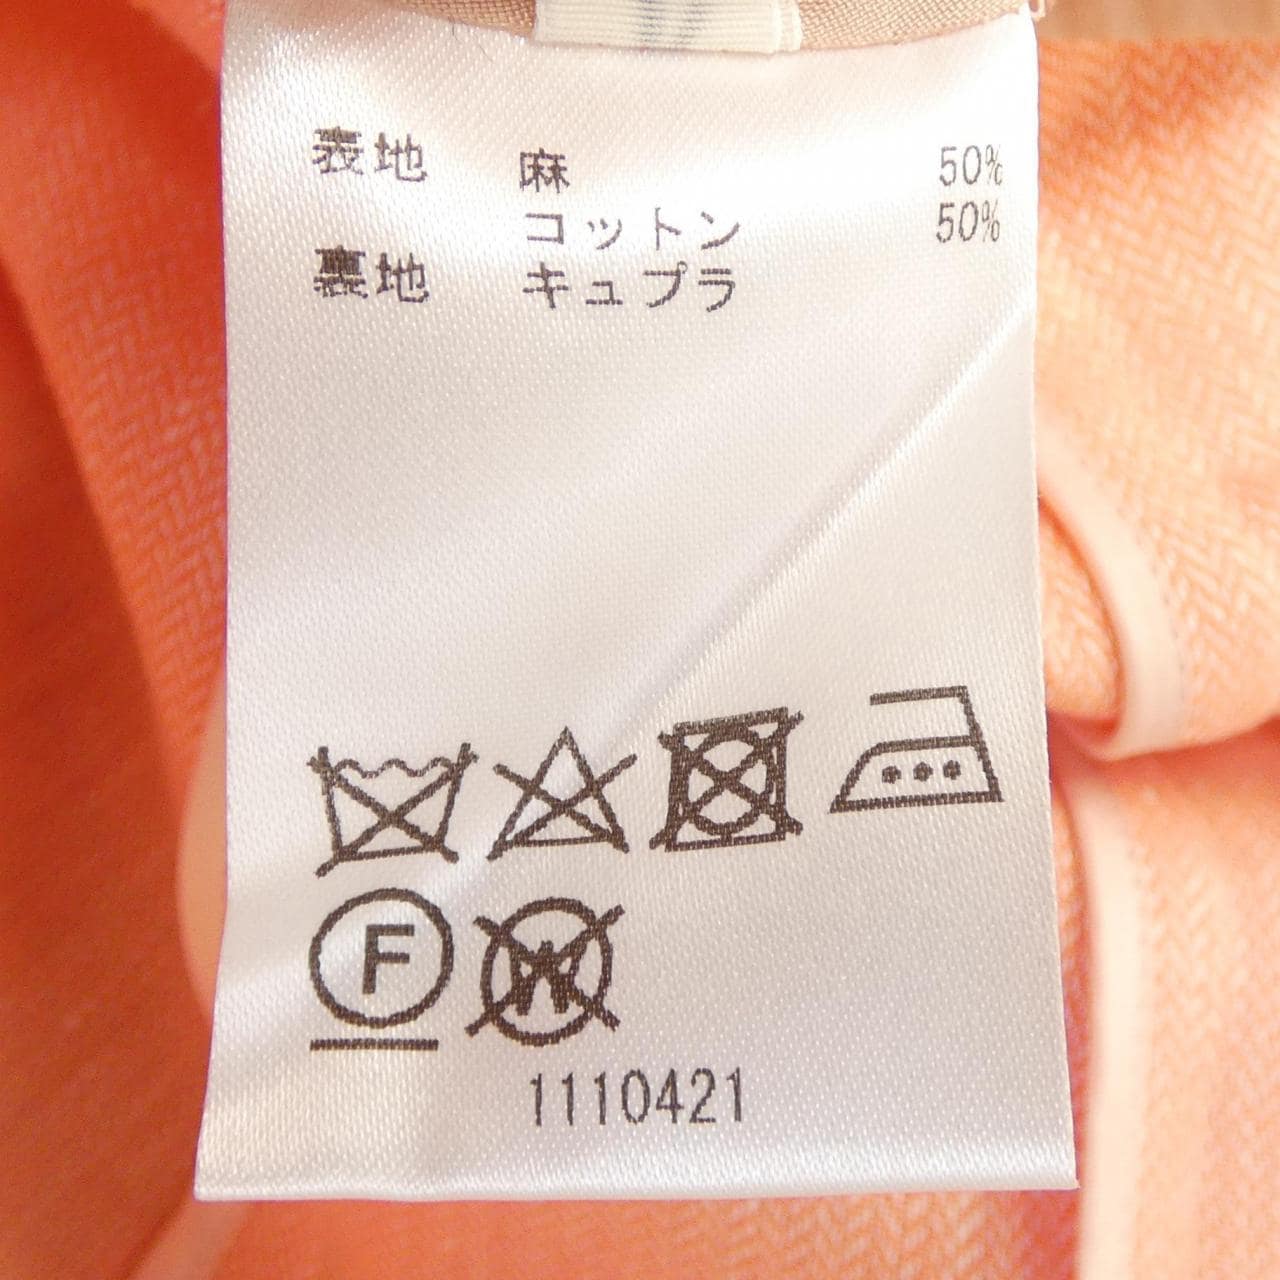 表地 麻 50%
コットン 50%
裏地 キュプラ
F
W
1110421